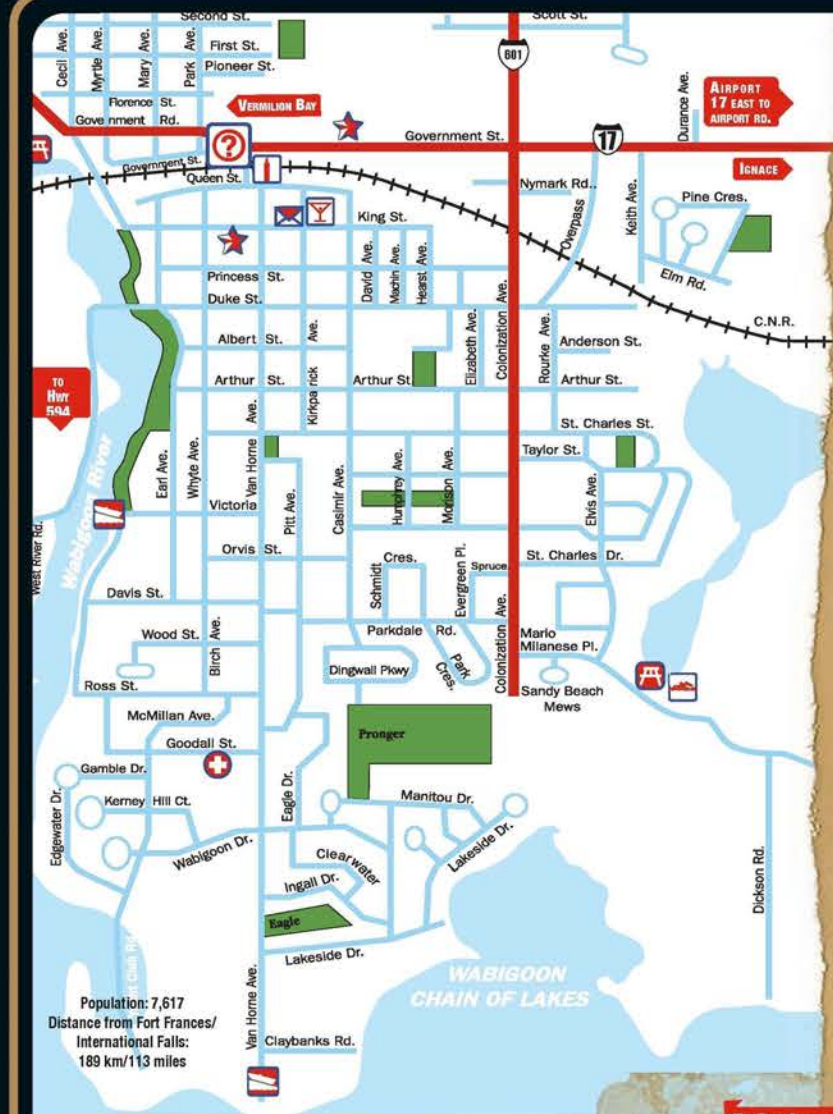 Second St.
Scott St.
Cecil Ave.
Myrtle Ave.
Mary Ave.
Park Ave.
First St.
Pioneer St.
601
Florence St.
VERMILION BAY
Government Rd.
?
Government St.
17
Durance Ave.
AIRPORT
17 EAST TO
AIRPORT RD.
Government St.
Queen St.
IGNACE
Nymark Rd..
Overpass
Keith Ave.
Pine Cres.
King St.
Elm Rd.
Princess St.
David Ave.
Machin Ave.
Hearst Ave.
Duke St.
C.N.R.
Albert St.
Ave.
Elizabeth Ave.
Colonization Ave.
Rourke Ave.
Anderson St.
TO
HWY
594
Arthur St.
Kirkpa rick
Arthur St.
Arthur St.
St. Charles St.
Wabigoon River
Earl Ave.
Whyte Ave.
Van Horne Ave.
Pitt Ave.
Casimir Ave.
Humphrey Ave.
Morison Ave.
Taylor St.
Elvis Ave.
Victoria
West River Rd.
Orvis St.
Schmidt Cres.
Evergreen Pl.
Spruce
St. Charles Dr.
Davis St.
Wood St.
Birch Ave.
Parkdale Rd.
Park Cres.
Colonization Ave.
Mario
Milanese Pl.
Ross St.
Dingwall Pkwy
Sandy Beach
Mews
McMillan Ave.
Pronger
Goodall St.
Gamble Dr.
Edgewater Dr.
Kerney Hill Ct.
Eagle Dr.
Manitou Dr.
Wabigoon Dr.
Clearwater
Lakeside Dr.
Ingall Dr.
Dickson Rd.
Eagle
Lakeside Dr.
Club Rd.
WABIGOON
CHAIN OF LAKES
Population: 7,617
Distance from Fort Frances/
International Falls:
189 km/113 miles
Van Horne Ave.
Claybanks Rd.